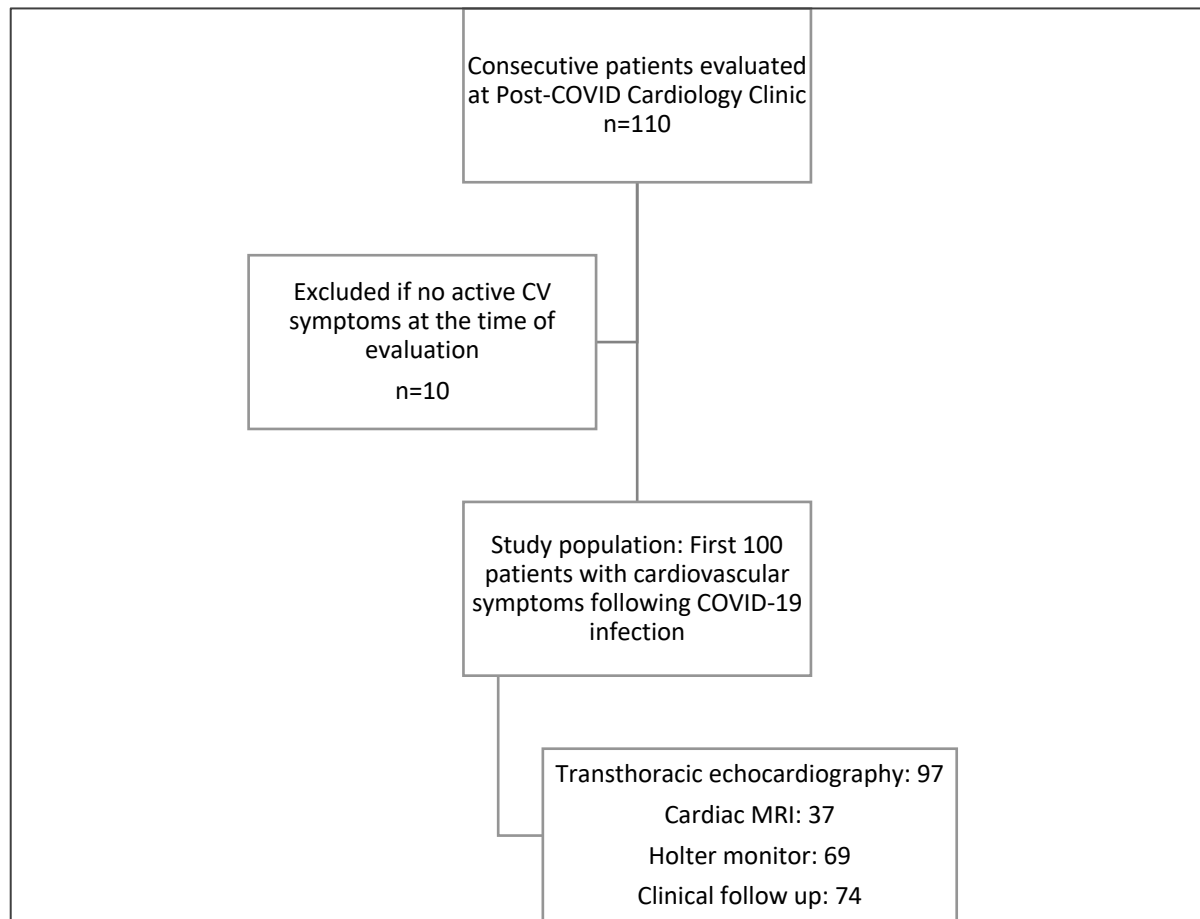 Consecutive patients evaluated
at Post-COVID Cardiology Clinic
n=110
Excluded if no active CV
symptoms at the time of
evaluation
n=10
Study population: First 100
patients with cardiovascular
symptoms following COVID-19
infection
Transthoracic echocardiography: 97
Cardiac MRI: 37
Holter monitor: 69
Clinical follow up: 74